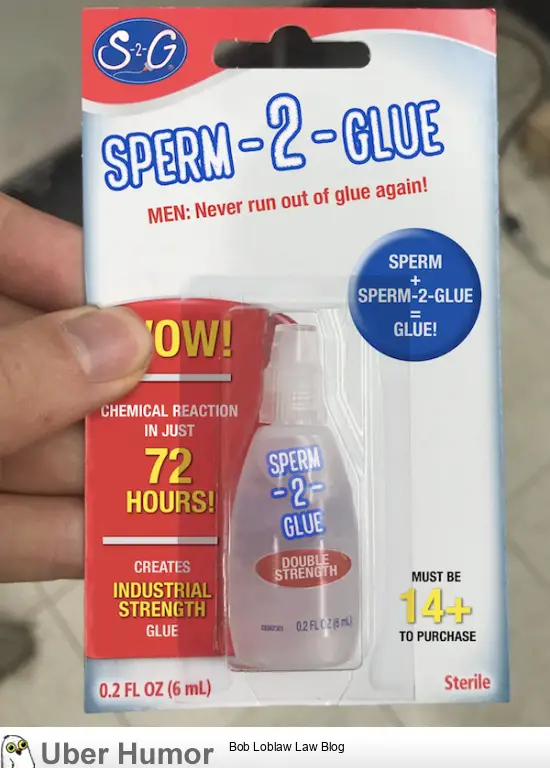 S-2-G
SPERM-2-GLUE
MEN: Never run out of glue again!
SPERM
+
SPERM-2-GLUE
=
GLUE!
WOW!
CHEMICAL REACTION
IN JUST
72
HOURS!
CREATES
INDUSTRIAL
STRENGTH
GLUE
SPERM
-2-
GLUE
DOUBLE
STRENGTH
0.2 FL OZ (6 mL)
MUST BE
14+
TO PURCHASE
0.2 FL OZ (6 mL)
Sterile
Uber Humor
Bob Loblaw Law Blog